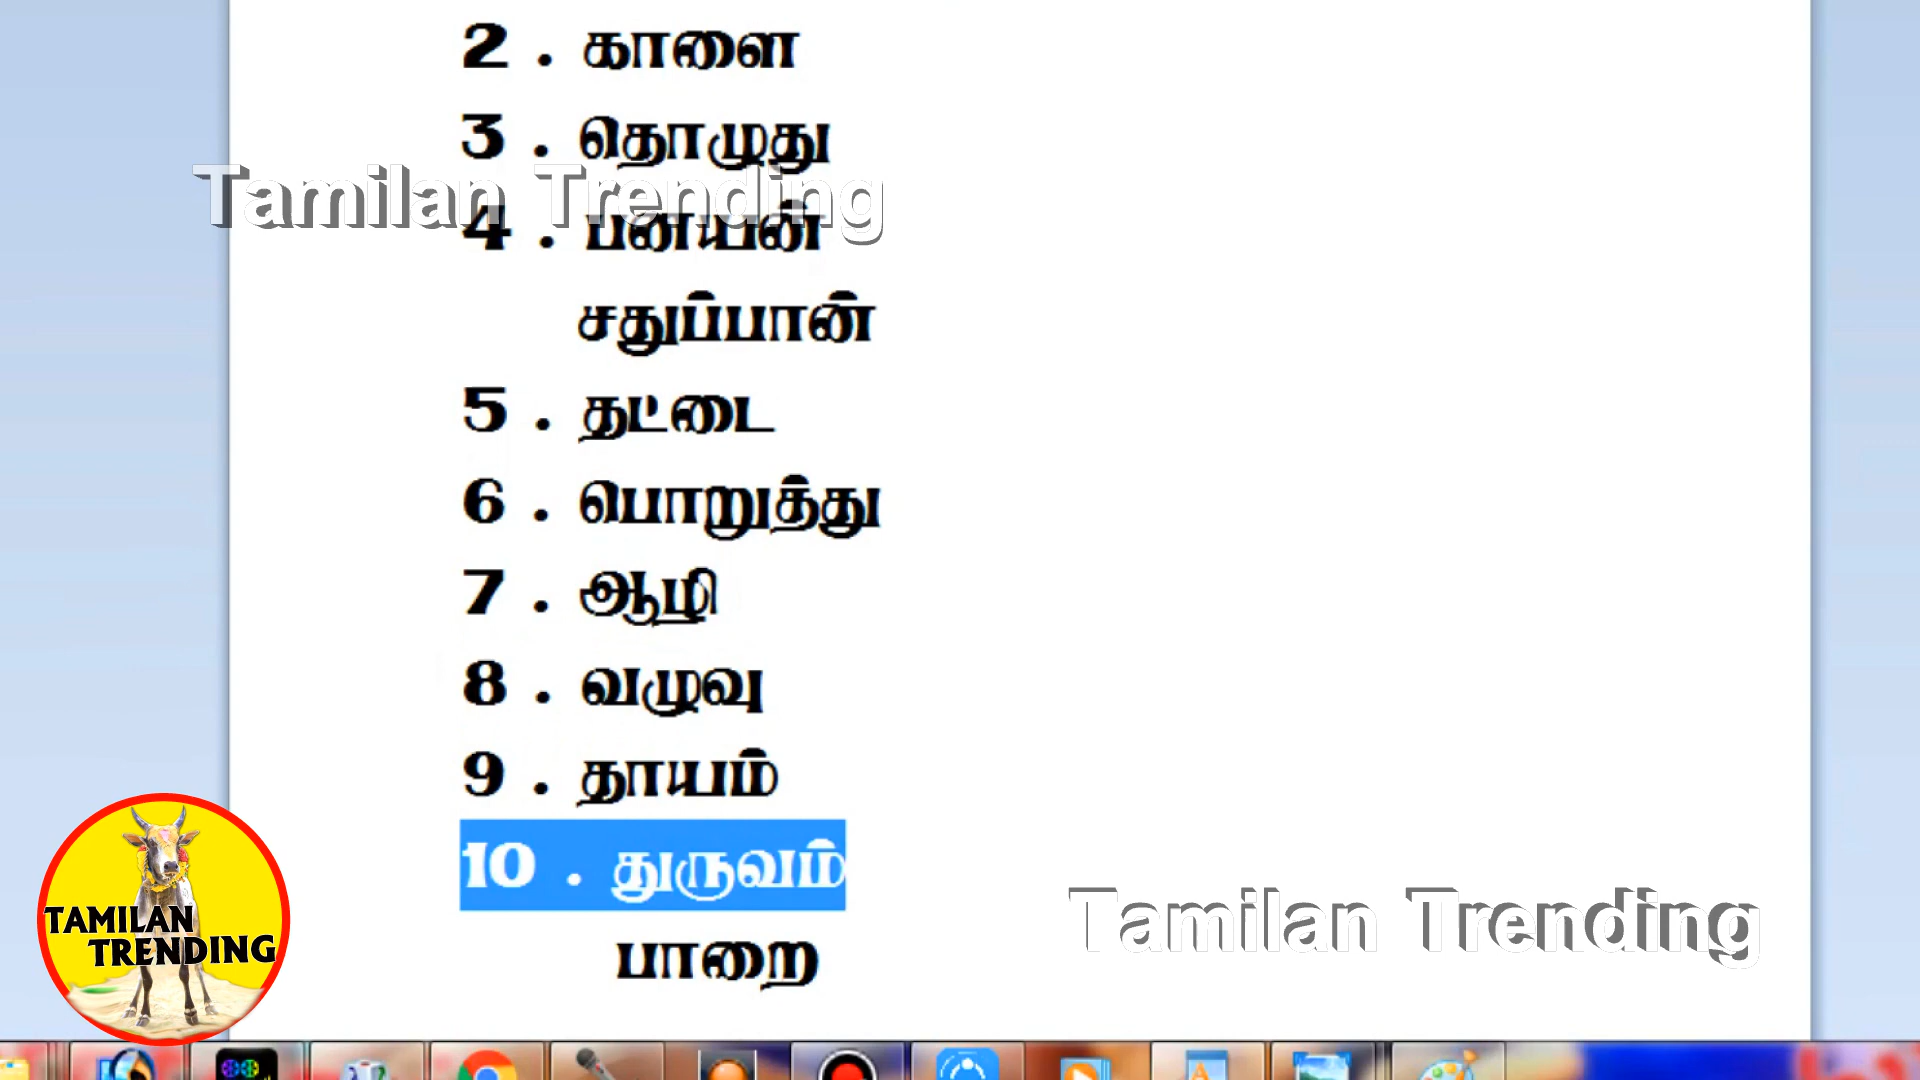 2 . காளை
3 . தொழுது
Tamilan Trending
4 . பனயன்
சதுப்பான்
5 . தட்டை
6 . பொறுத்து
7 . ஆழி
8 . வழுவு
9 . தாயம்
10 . துருவம்
பாறை
TAMILAN
TRENDING
Tamilan Trending